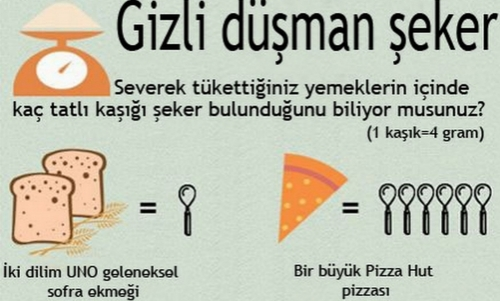 Gizli düşman şeker
Severek tükettiğiniz yemeklerin içinde
kaç tatlı kaşığı şeker bulunduğunu biliyor musunuz?
(1 kaşık=4 gram)
=
=
İki dilim UNO geleneksel
sofra ekmeği
Bir büyük Pizza Hut
pizzası